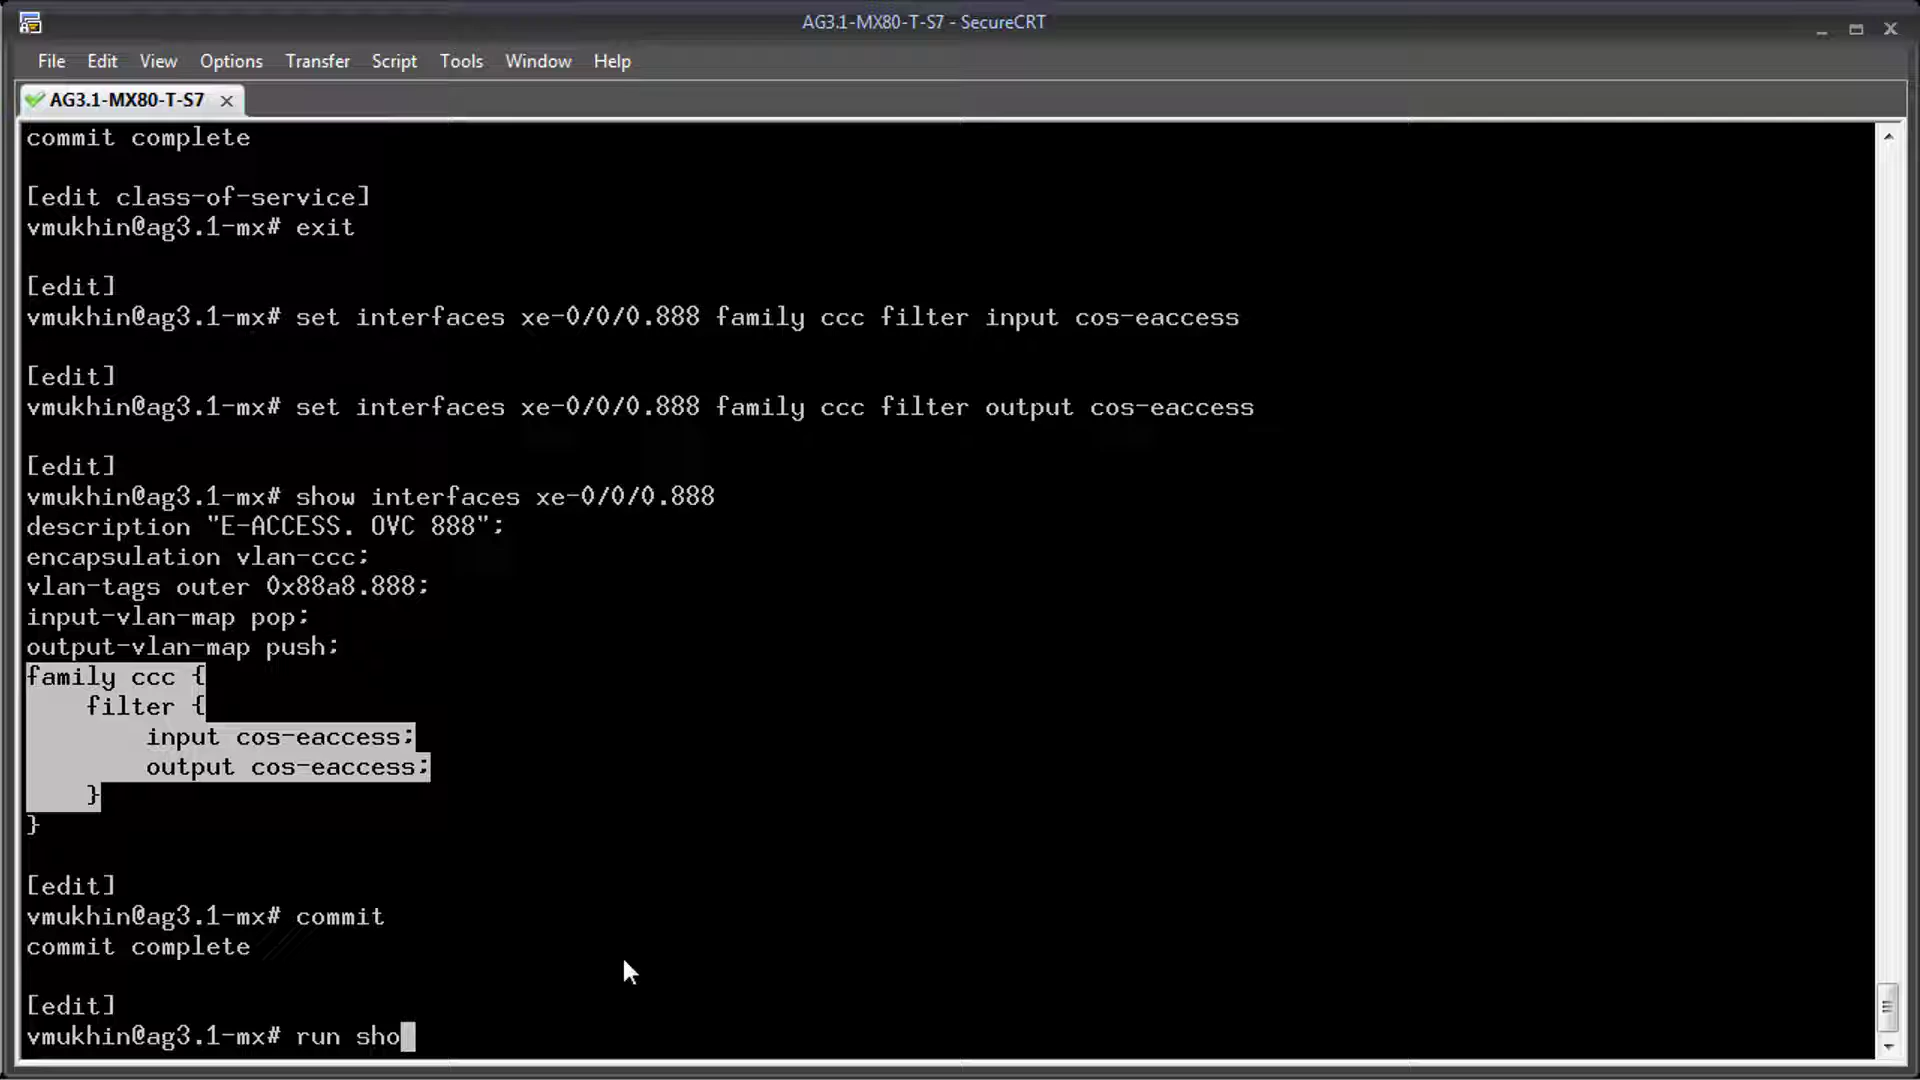 AG3.1-MX80-T-S7 - SecureCRT
File Edit View Options Transfer Script Tools Window Help
AG3.1-MX80-T-S7
commit complete
[edit class-of-service]
vmukhin@ag3.1-mx# exit
[edit]
vmukhin@ag3.1-mx# set interfaces xe-0/0/0.888 family ccc filter input cos-eaccess
[edit]
vmukhin@ag3.1-mx# set interfaces xe-0/0/0.888 family ccc filter output cos-eaccess
[edit]
vmukhin@ag3.1-mx# show interfaces xe-0/0/0.888
description "E-ACCESS. OVC 888";
encapsulation vlan-ccc;
vlan-tags outer 0x88a8.888;
input-vlan-map pop;
output-vlan-map push;
family ccc {
    filter {
        input cos-eaccess;
        output cos-eaccess;
    }
}
[edit]
vmukhin@ag3.1-mx# commit
commit complete
[edit]
vmukhin@ag3.1-mx# run sho